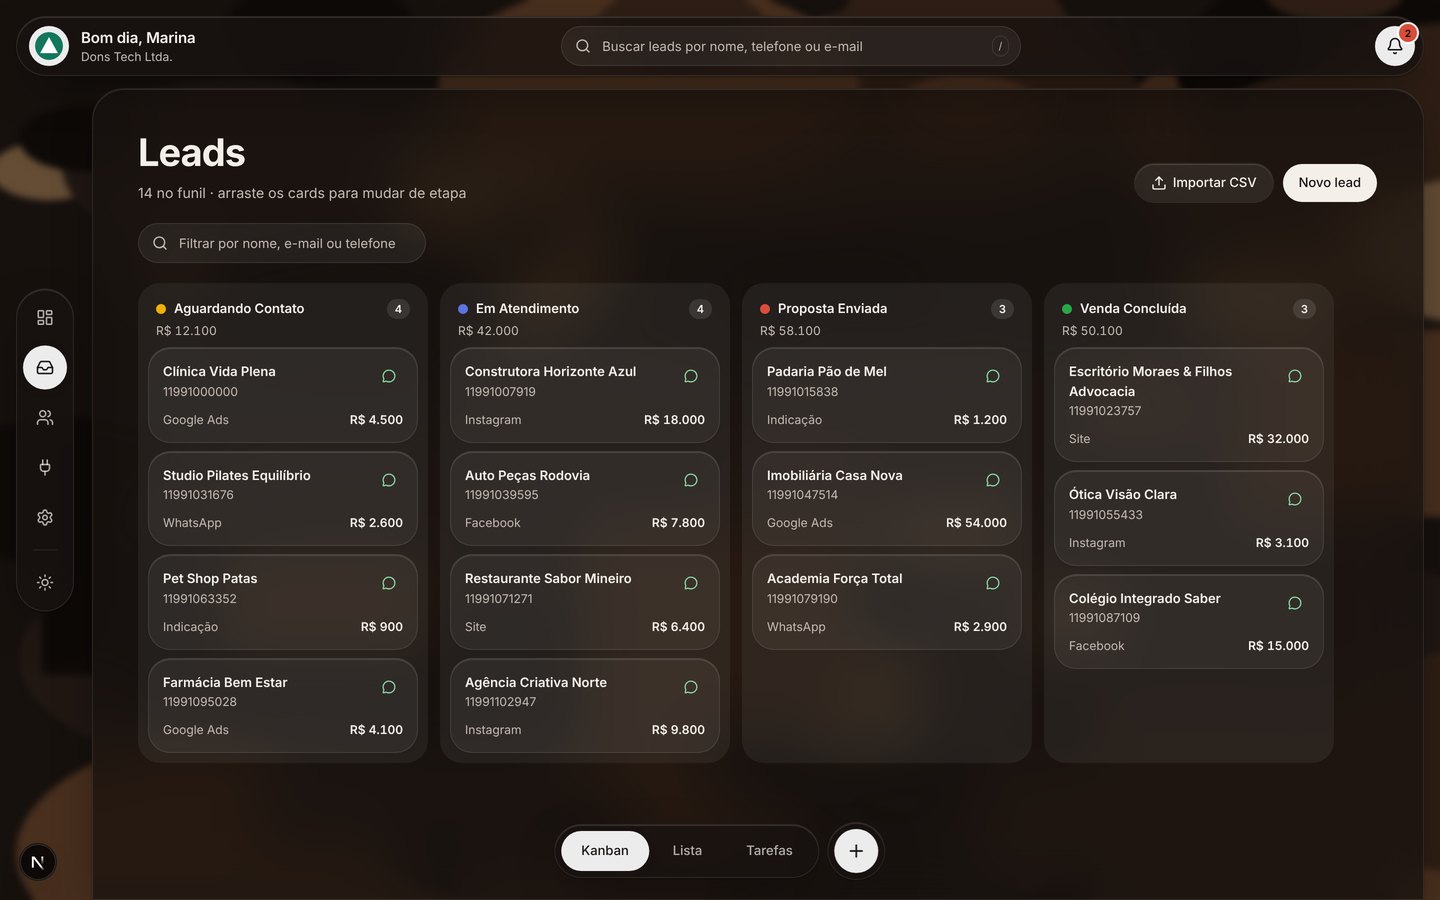 Bom dia, Marina
Dons Tech Ltda.
Buscar leads por nome, telefone ou e-mail
/
2
Leads
14 no funil · arraste os cards para mudar de etapa
Importar CSV
Novo lead
Filtrar por nome, e-mail ou telefone
Aguardando Contato
4
R$ 12.100
Clínica Vida Plena
11991000000
Google Ads
R$ 4.500
Studio Pilates Equilíbrio
11991031676
WhatsApp
R$ 2.600
Pet Shop Patas
11991063352
Indicação
R$ 900
Farmácia Bem Estar
11991095028
Google Ads
R$ 4.100
Em Atendimento
4
R$ 42.000
Construtora Horizonte Azul
11991007919
Instagram
R$ 18.000
Auto Peças Rodovia
11991039595
Facebook
R$ 7.800
Restaurante Sabor Mineiro
11991071271
Site
R$ 6.400
Agência Criativa Norte
11991102947
Instagram
R$ 9.800
Proposta Enviada
3
R$ 58.100
Padaria Pão de Mel
11991015838
Indicação
R$ 1.200
Imobiliária Casa Nova
11991047514
Google Ads
R$ 54.000
Academia Força Total
11991079190
WhatsApp
R$ 2.900
Venda Concluída
3
R$ 50.100
Escritório Moraes & Filhos
Advocacia
11991023757
Site
R$ 32.000
Ótica Visão Clara
11991055433
Instagram
R$ 3.100
Colégio Integrado Saber
11991087109
Facebook
R$ 15.000
Kanban
Lista
Tarefas
N